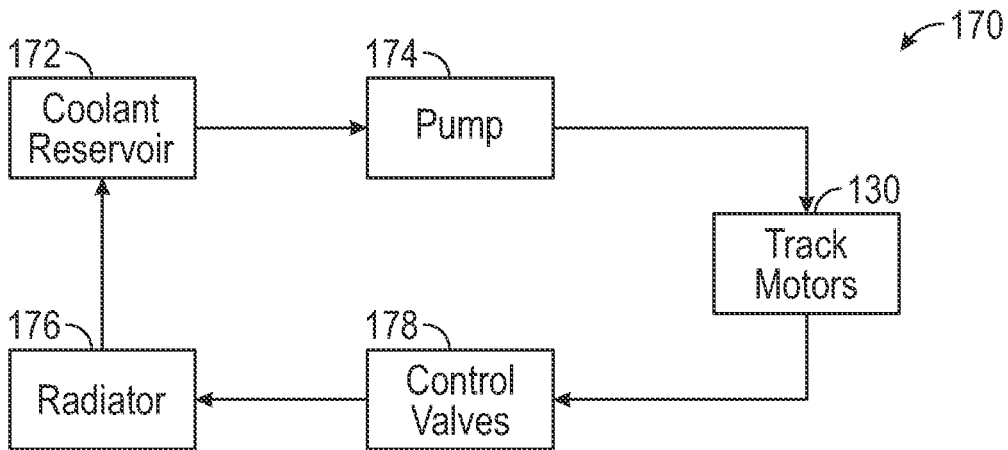 170
172
Coolant
Reservoir
174
Pump
130
Track
Motors
176
Radiator
178
Control
Valves